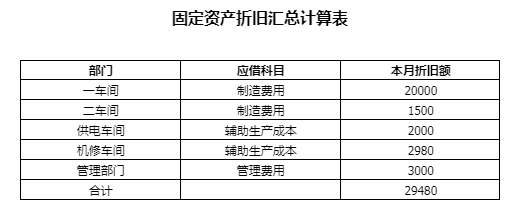 固定资产折旧汇总计算表
部门 应借科目 本月折旧额
一车间 制造费用 20000
二车间 制造费用 1500
供电车间 辅助生产成本 2000
机修车间 辅助生产成本 2980
管理部门 管理费用 3000
合计 29480